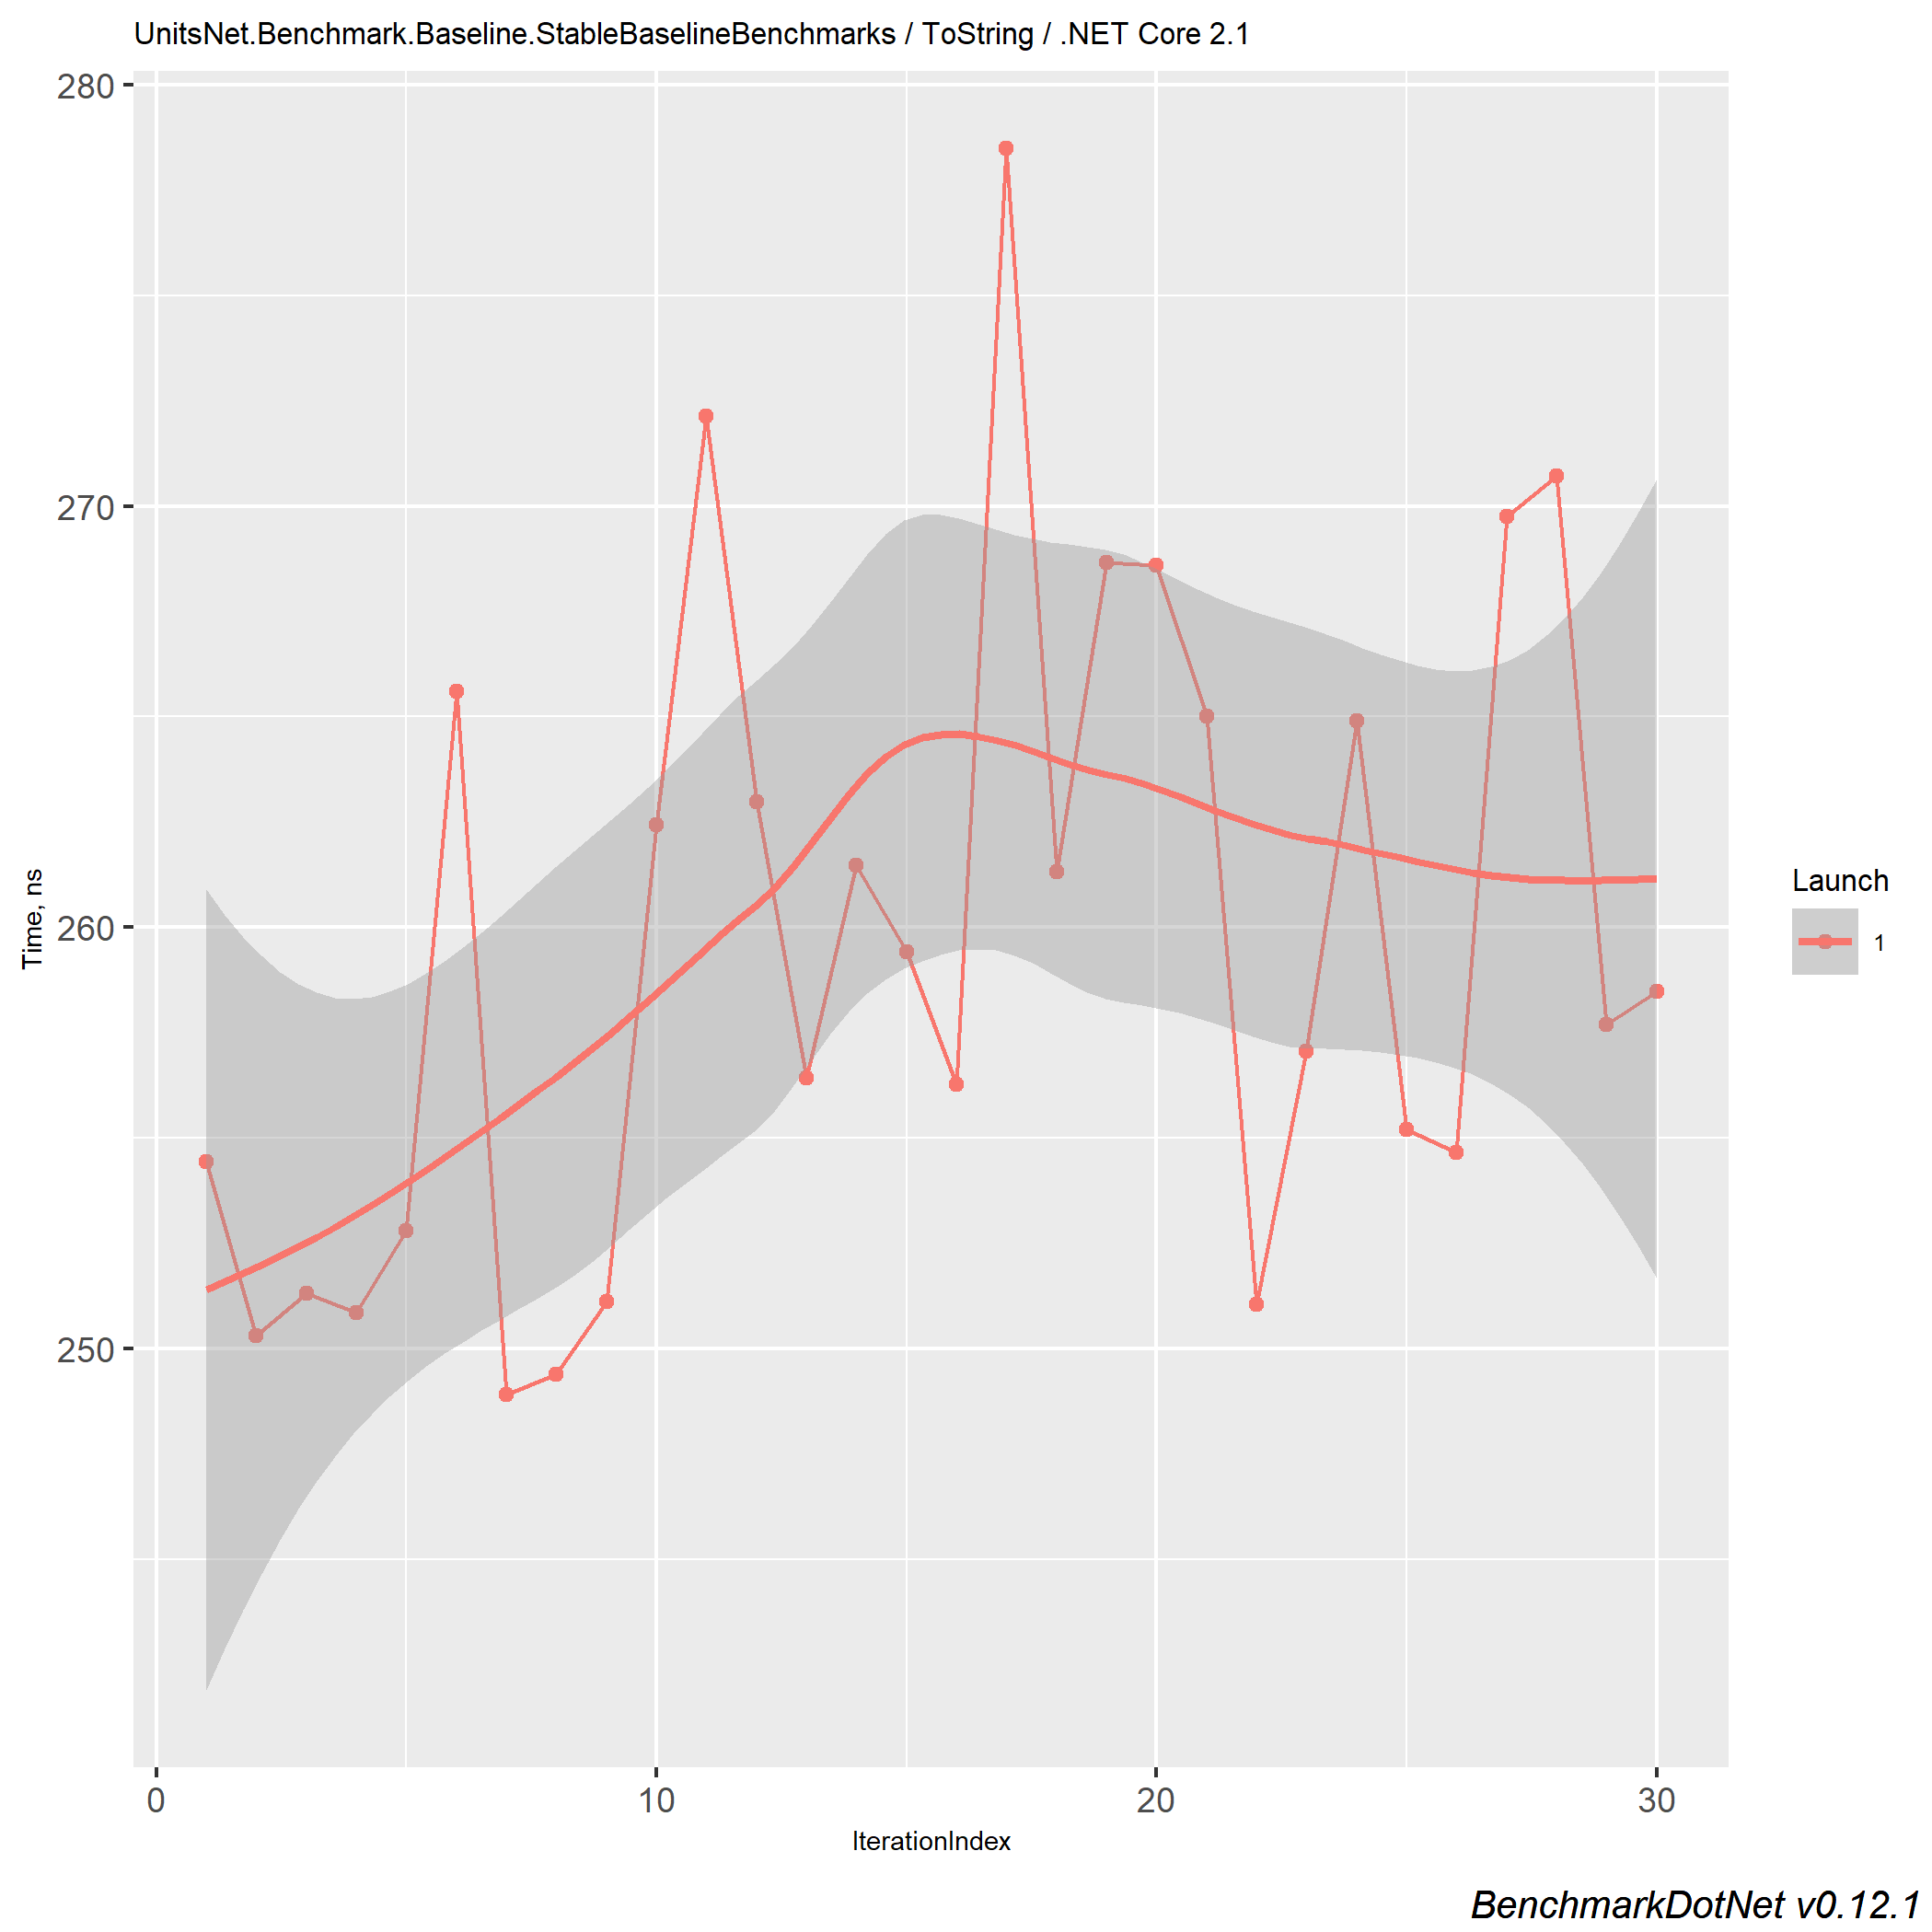 UnitsNet.Benchmark.Baseline.StableBaselineBenchmarks / ToString / .NET Core 2.1
280
270
260
250
Time, ns
0 10 20 30
IterationIndex
Launch
1
BenchmarkDotNet v0.12.1